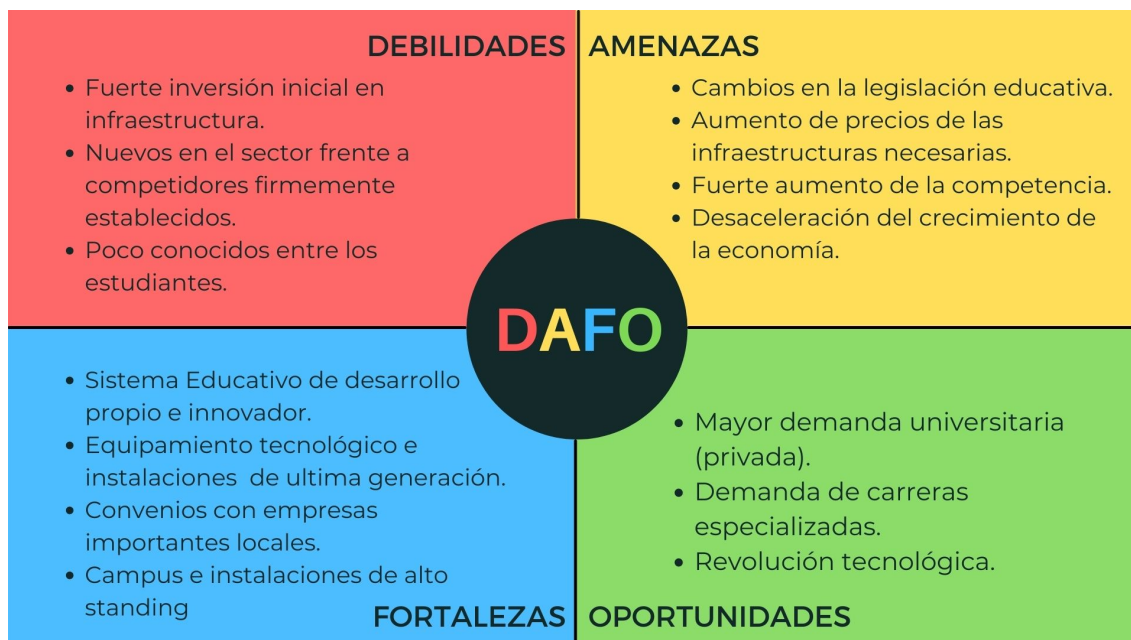 DEBILIDADES
• Fuerte inversión inicial en
infraestructura.
• Nuevos en el sector frente a
competidores firmemente
establecidos.
• Poco conocidos entre los
estudiantes.
AMENAZAS
• Cambios en la legislación educativa.
• Aumento de precios de las
infraestructuras necesarias.
• Fuerte aumento de la competencia.
• Desaceleración del crecimiento de
la economía.
DAFO
• Sistema Educativo de desarrollo
propio e innovador.
• Equipamiento tecnológico e
instalaciones de ultima generación.
• Convenios con empresas
importantes locales.
• Campus e instalaciones de alto
standing
FORTALEZAS
• Mayor demanda universitaria
(privada).
• Demanda de carreras
especializadas.
• Revolución tecnológica.
OPORTUNIDADES